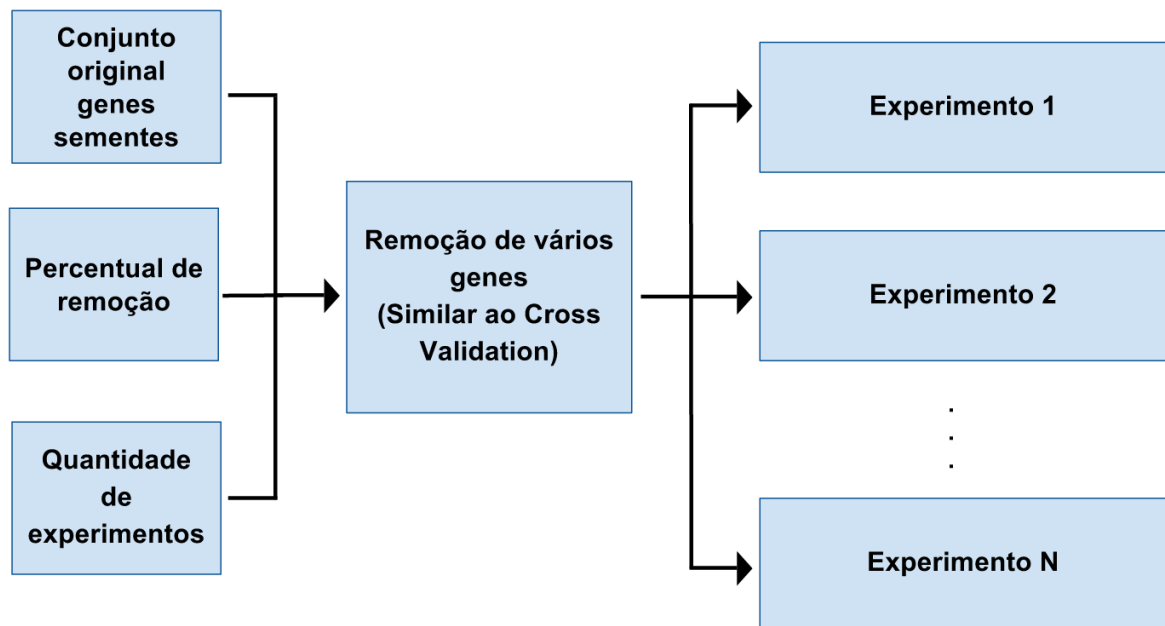 Conjunto
original
genes
sementes
Percentual de
remoção
Quantidade
de
experimentos
Remoção de vários
genes
(Similar ao Cross
Validation)
Experimento 1
Experimento 2
.
.
.
Experimento N